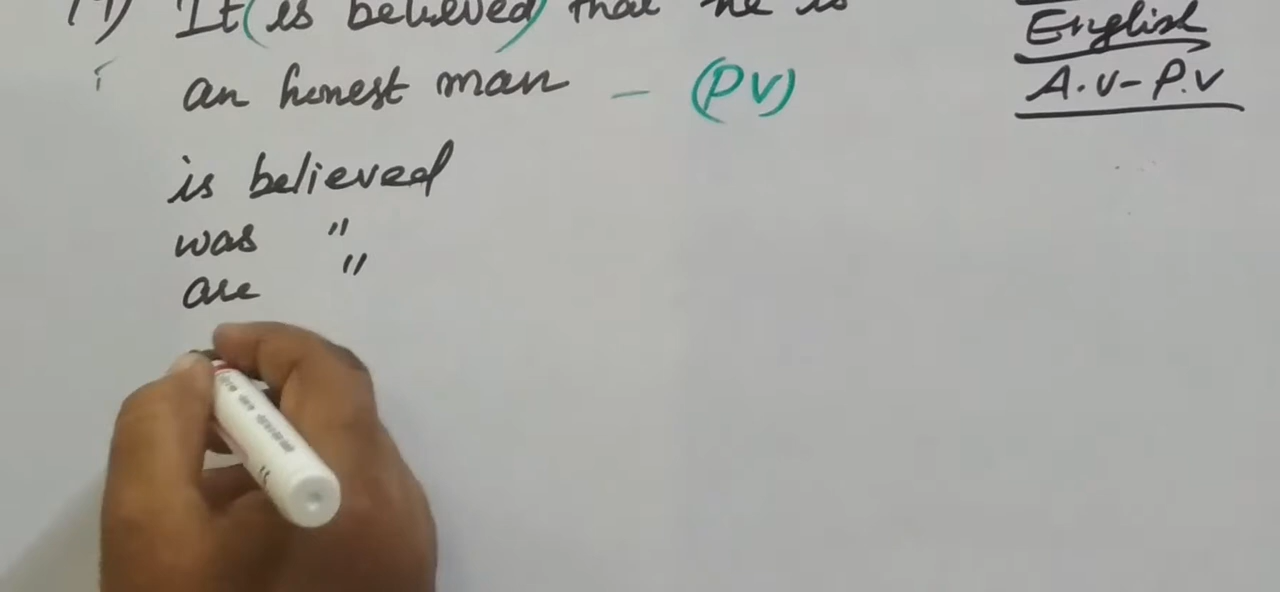 It (is believed) that he is
an honest man — (PV)
is believed
was "
are "
English
A.V-P.V